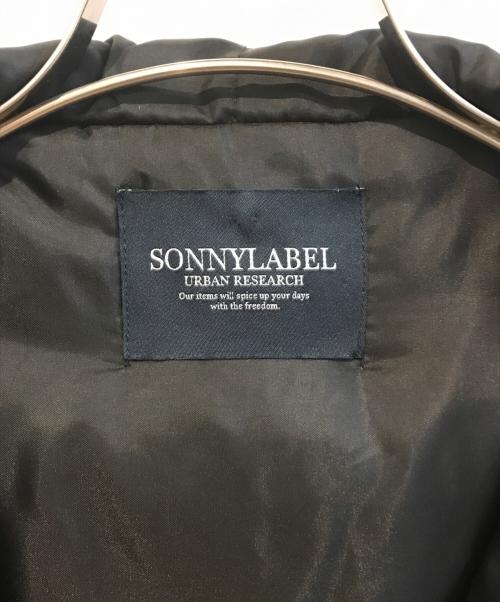 SONNYLABEL
URBAN RESEARCH
Our items will spice up your days
with the freedom.